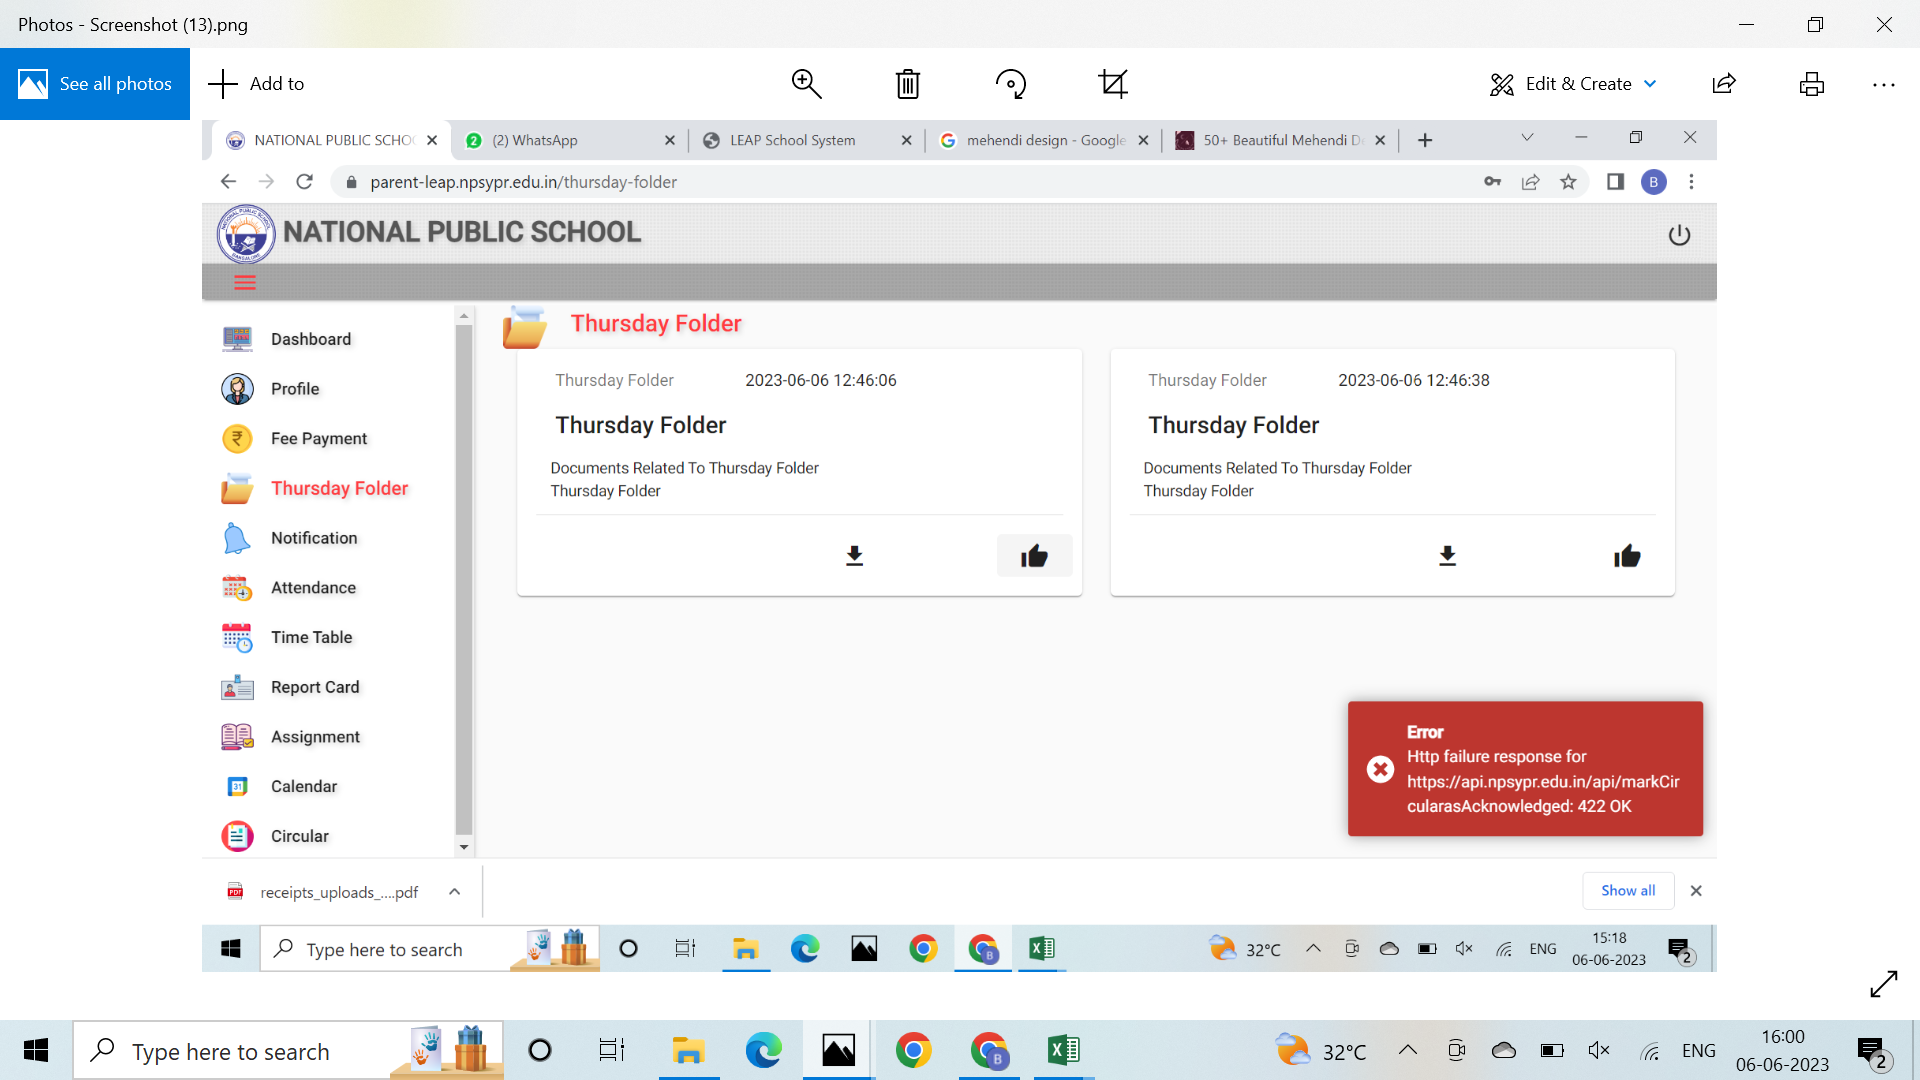 Photos - Screenshot (13).png
See all photos
Add to
Edit & Create
NATIONAL PUBLIC SCHO
(2) WhatsApp
LEAP School System
mehendi design - Google
50+ Beautiful Mehendi D
parent-leap.npsypr.edu.in/thursday-folder
B
NATIONAL PUBLIC SCHOOL
Dashboard
Profile
Fee Payment
Thursday Folder
Notification
Attendance
Time Table
Report Card
Assignment
Calendar
Circular
Thursday Folder
Thursday Folder 2023-06-06 12:46:06
Thursday Folder
Documents Related To Thursday Folder
Thursday Folder
Thursday Folder 2023-06-06 12:46:38
Thursday Folder
Documents Related To Thursday Folder
Thursday Folder
Error
Http failure response for
https://api.npsypr.edu.in/api/markCir
cularasAcknowledged: 422 OK
receipts_uploads_....pdf
Show all
Type here to search
32°C
ENG
15:18
06-06-2023
2
Type here to search
32°C
ENG
16:00
06-06-2023
2